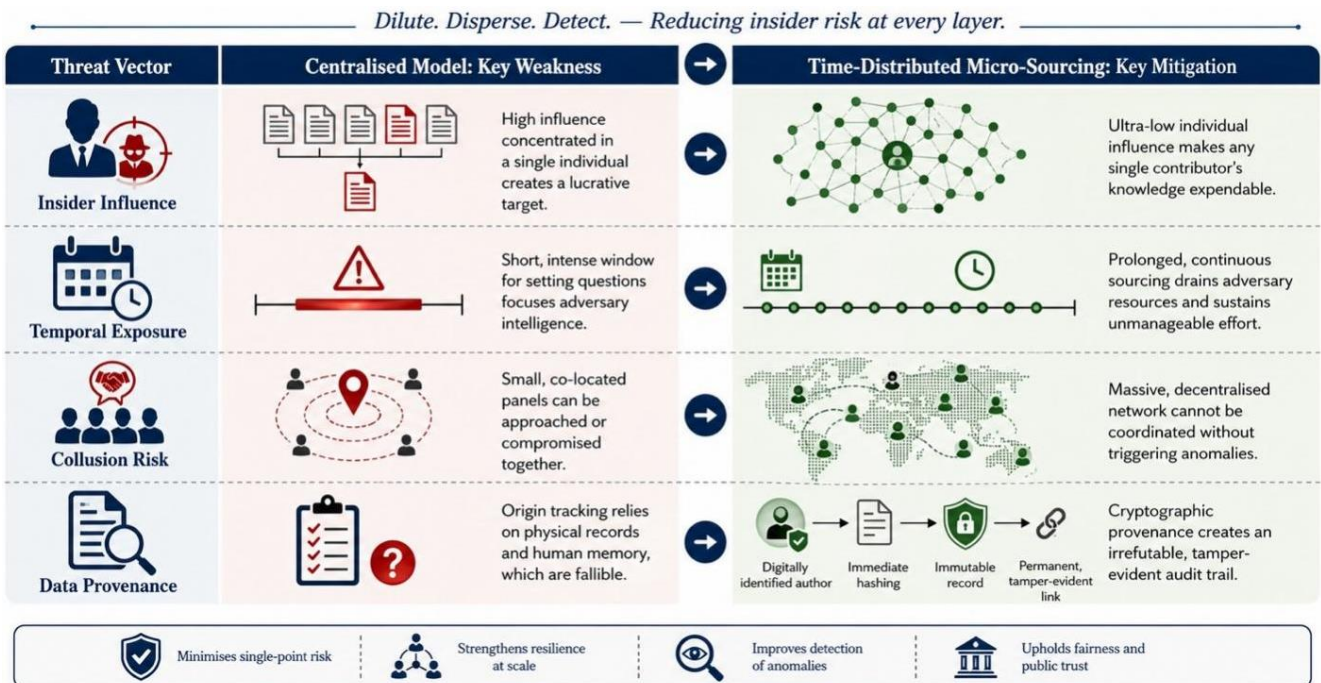 Dilute. Disperse. Detect. — Reducing insider risk at every layer.
Threat Vector
Centralised Model: Key Weakness
Time-Distributed Micro-Sourcing: Key Mitigation
Insider Influence
High influence
concentrated in
a single individual
creates a lucrative
target.
Ultra-low individual
influence makes any
single contributor's
knowledge expendable.
Temporal Exposure
Short, intense window
for setting questions
focuses adversary
intelligence.
Prolonged, continuous
sourcing drains adversary
resources and sustains
unmanageable effort.
Collusion Risk
Small, co-located
panels can be
approached or
compromised
together.
Massive, decentralised
network cannot be
coordinated without
triggering anomalies.
Data Provenance
Origin tracking relies
on physical records
and human memory,
which are fallible.
?
Digitally
identified author
Immediate
hashing
Immutable
record
Permanent,
tamper-evident
link
Cryptographic
provenance creates an
irrefutable, tamper-
evident audit trail.
Minimises single-point risk
Strengthens resilience
at scale
Improves detection
of anomalies
Upholds fairness and
public trust